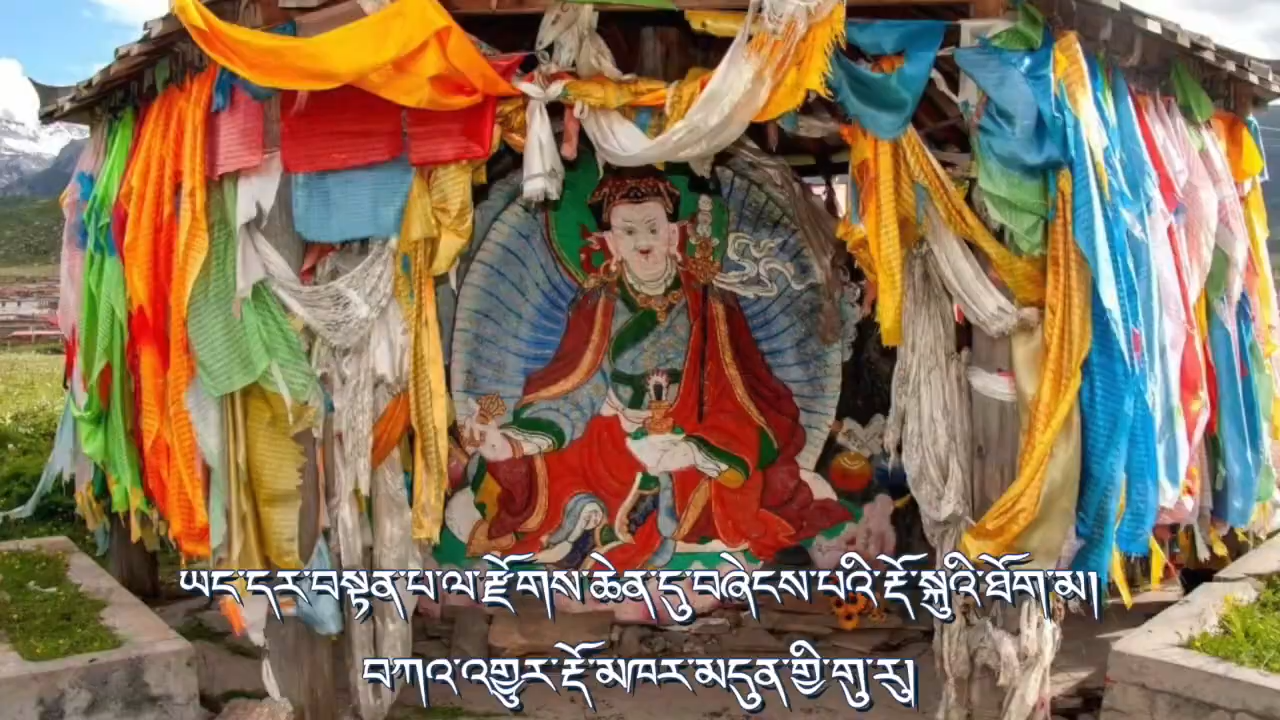 ཡང་དར་བསྟན་པ་ལ་རྫོགས་ཆེན་དུ་བཞེངས་པའི་རྡོ་སྐུའི་ཐོག་མ།
བཀའ་འགྱུར་རྡོ་མཁར་མདུན་གྱི་གུ་རུ།